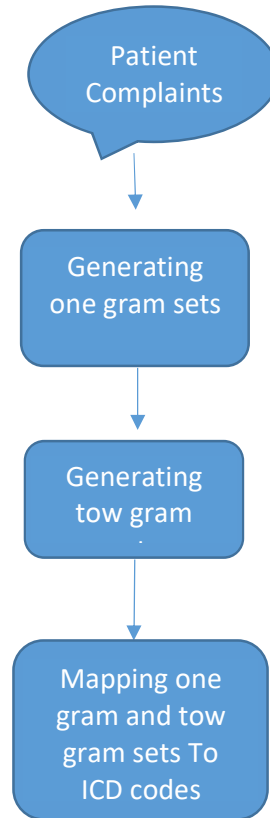 Patient
Complaints
Generating
one gram sets
Generating
tow gram
Mapping one
gram and tow
gram sets To
ICD codes